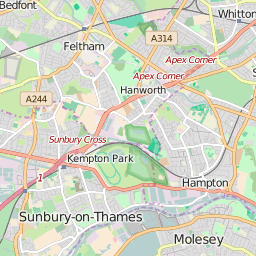 Bedfont
Whitton
A314
Feltham
Apex Corner
Apex Corner
Hanworth
A244
Sunbury Cross
Kempton Park
1
Hampton
Sunbury-on-Thames
Molesey